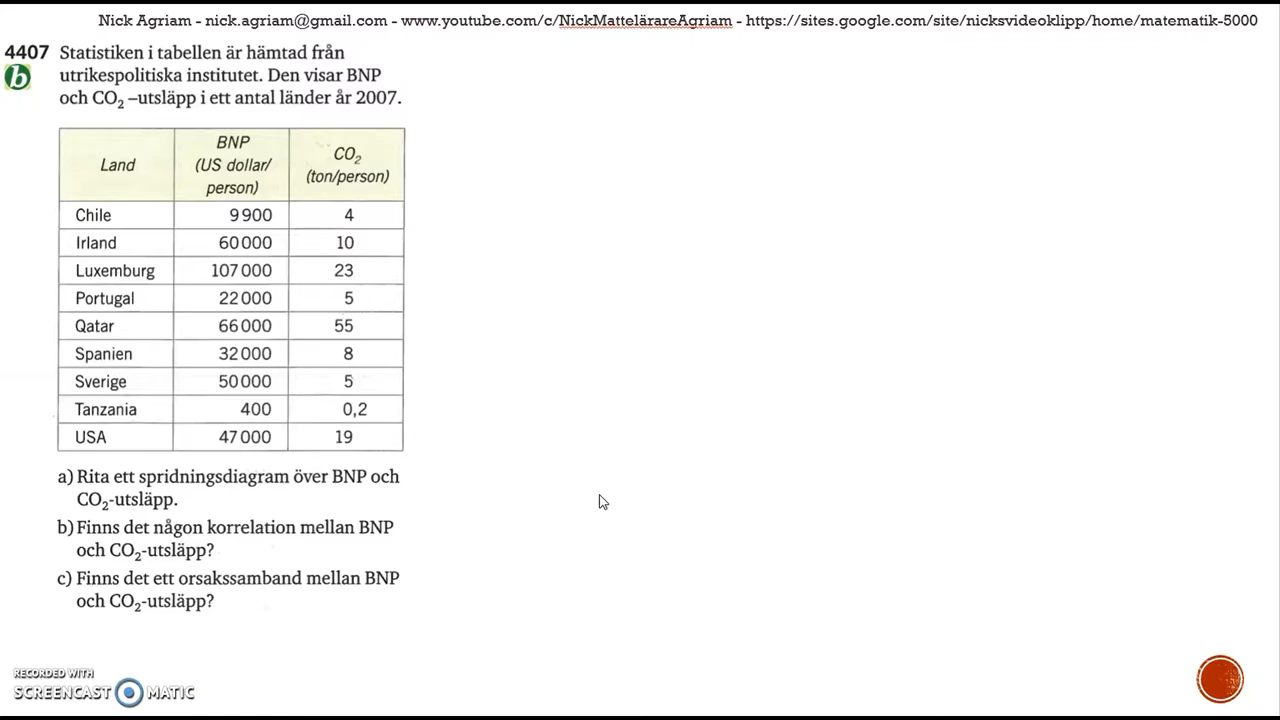 Nick Agriam - nick.agriam@gmail.com - www.youtube.com/c/NickMattelärareAgriam - https://sites.google.com/site/nicksvideoklipp/home/matematik-5000
4407 Statistiken i tabellen är hämtad från
b utrikespolitiska institutet. Den visar BNP
och CO₂ –utsläpp i ett antal länder år 2007.
Land BNP (US dollar/ person) CO₂ (ton/person)
Chile 9 900 4
Irland 60 000 10
Luxemburg 107 000 23
Portugal 22 000 5
Qatar 66 000 55
Spanien 32 000 8
Sverige 50 000 5
Tanzania 400 0,2
USA 47 000 19
a) Rita ett spridningsdiagram över BNP och
CO₂-utsläpp.
b) Finns det någon korrelation mellan BNP
och CO₂-utsläpp?
c) Finns det ett orsakssamband mellan BNP
och CO₂-utsläpp?
RECORDED WITH
SCREENCAST MATIC